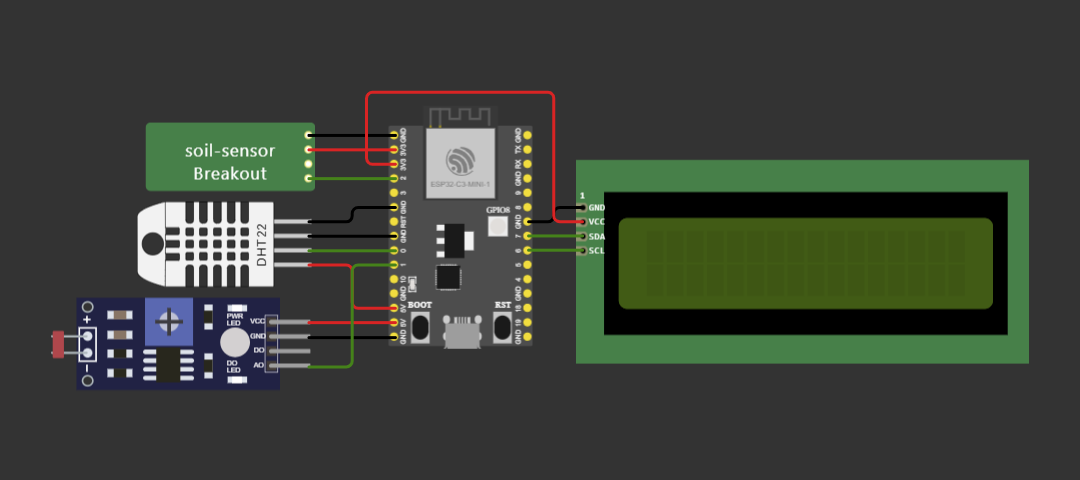 soil-sensor
Breakout
DHT22
PWR
LED
VCC
GND
DO
AO
DO
LED
+
−
GND
3V3
3V3
2
3
GND
RST
GND
0
1
10
GND
5V
5V
GND
ESP32-C3-MINI-1
GPIO8
BOOT
RST
GND
TX
RX
GND
9
8
GND
7
6
5
4
GND
18
19
GND
1
GND
VCC
SDA
SCL